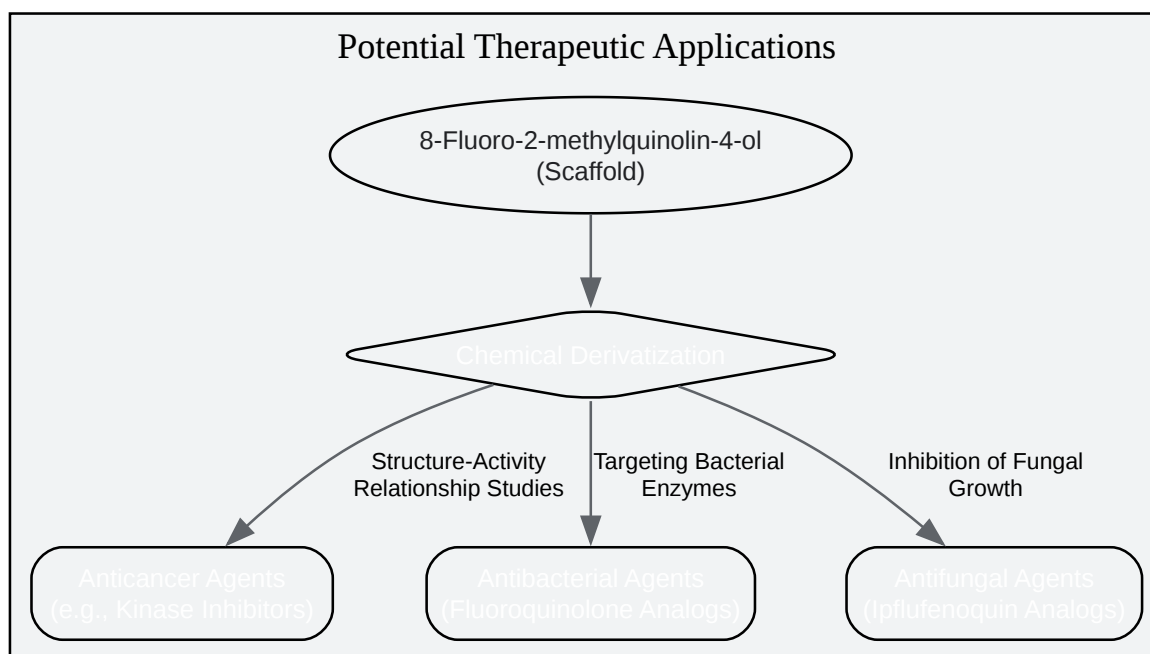 Potential Therapeutic Applications
8-Fluoro-2-methylquinolin-4-ol
(Scaffold)
Chemical Derivatization
Structure-Activity
Relationship Studies
Targeting Bacterial
Enzymes
Inhibition of Fungal
Growth
Anticancer Agents
(e.g., Kinase Inhibitors)
Antibacterial Agents
(Fluoroquinolone Analogs)
Antifungal Agents
(Ipflufenoquin Analogs)